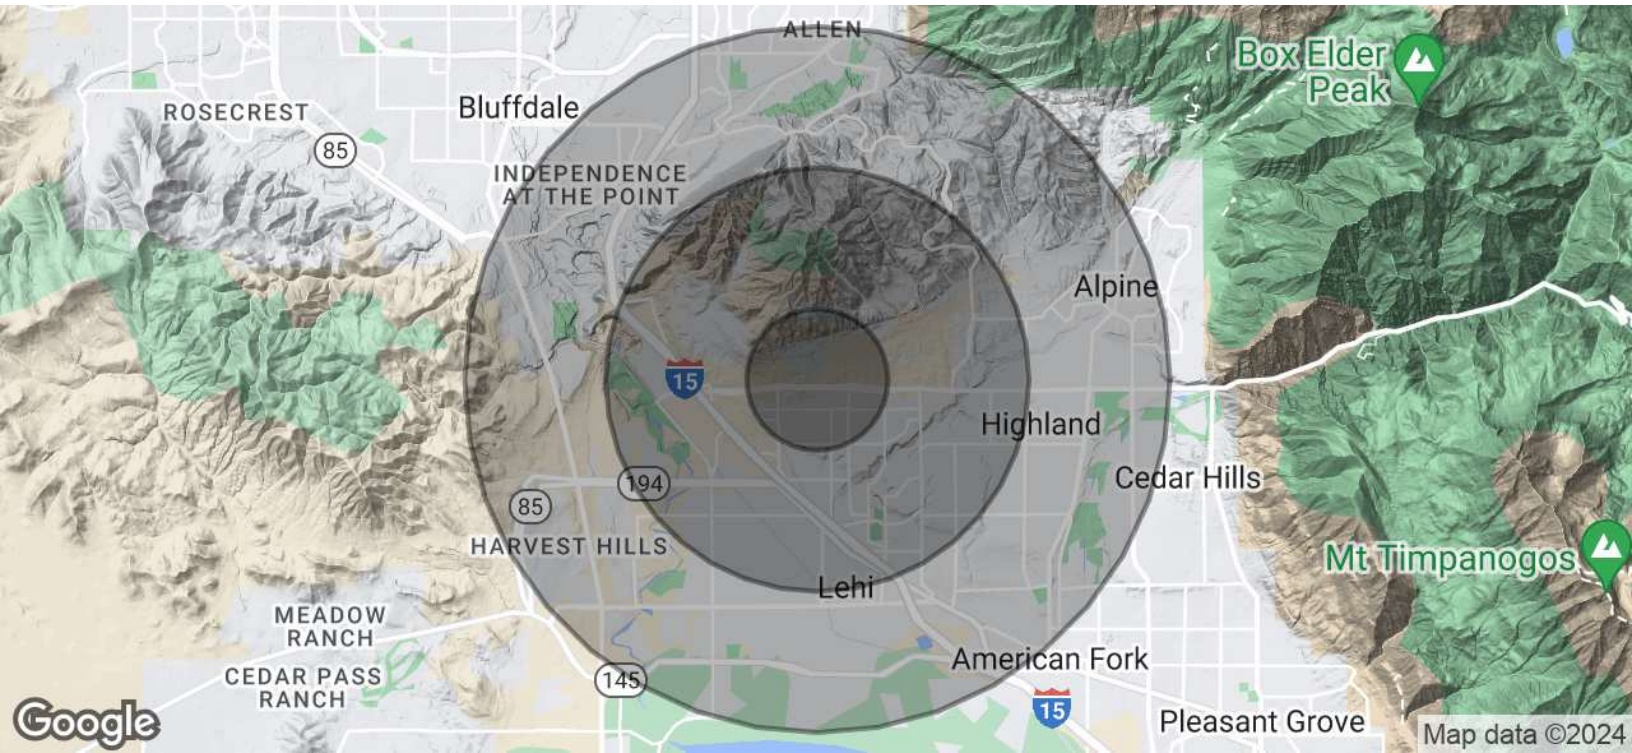 ALLEN
Box Elder
Peak
ROSECREST
Bluffdale
85
INDEPENDENCE
AT THE POINT
Alpine
15
Highland
Cedar Hills
194
85
HARVEST HILLS
Mt Timpanogos
Lehi
MEADOW
RANCH
American Fork
CEDAR PASS
RANCH
145
15
Google
Pleasant Grove
Map data ©2024